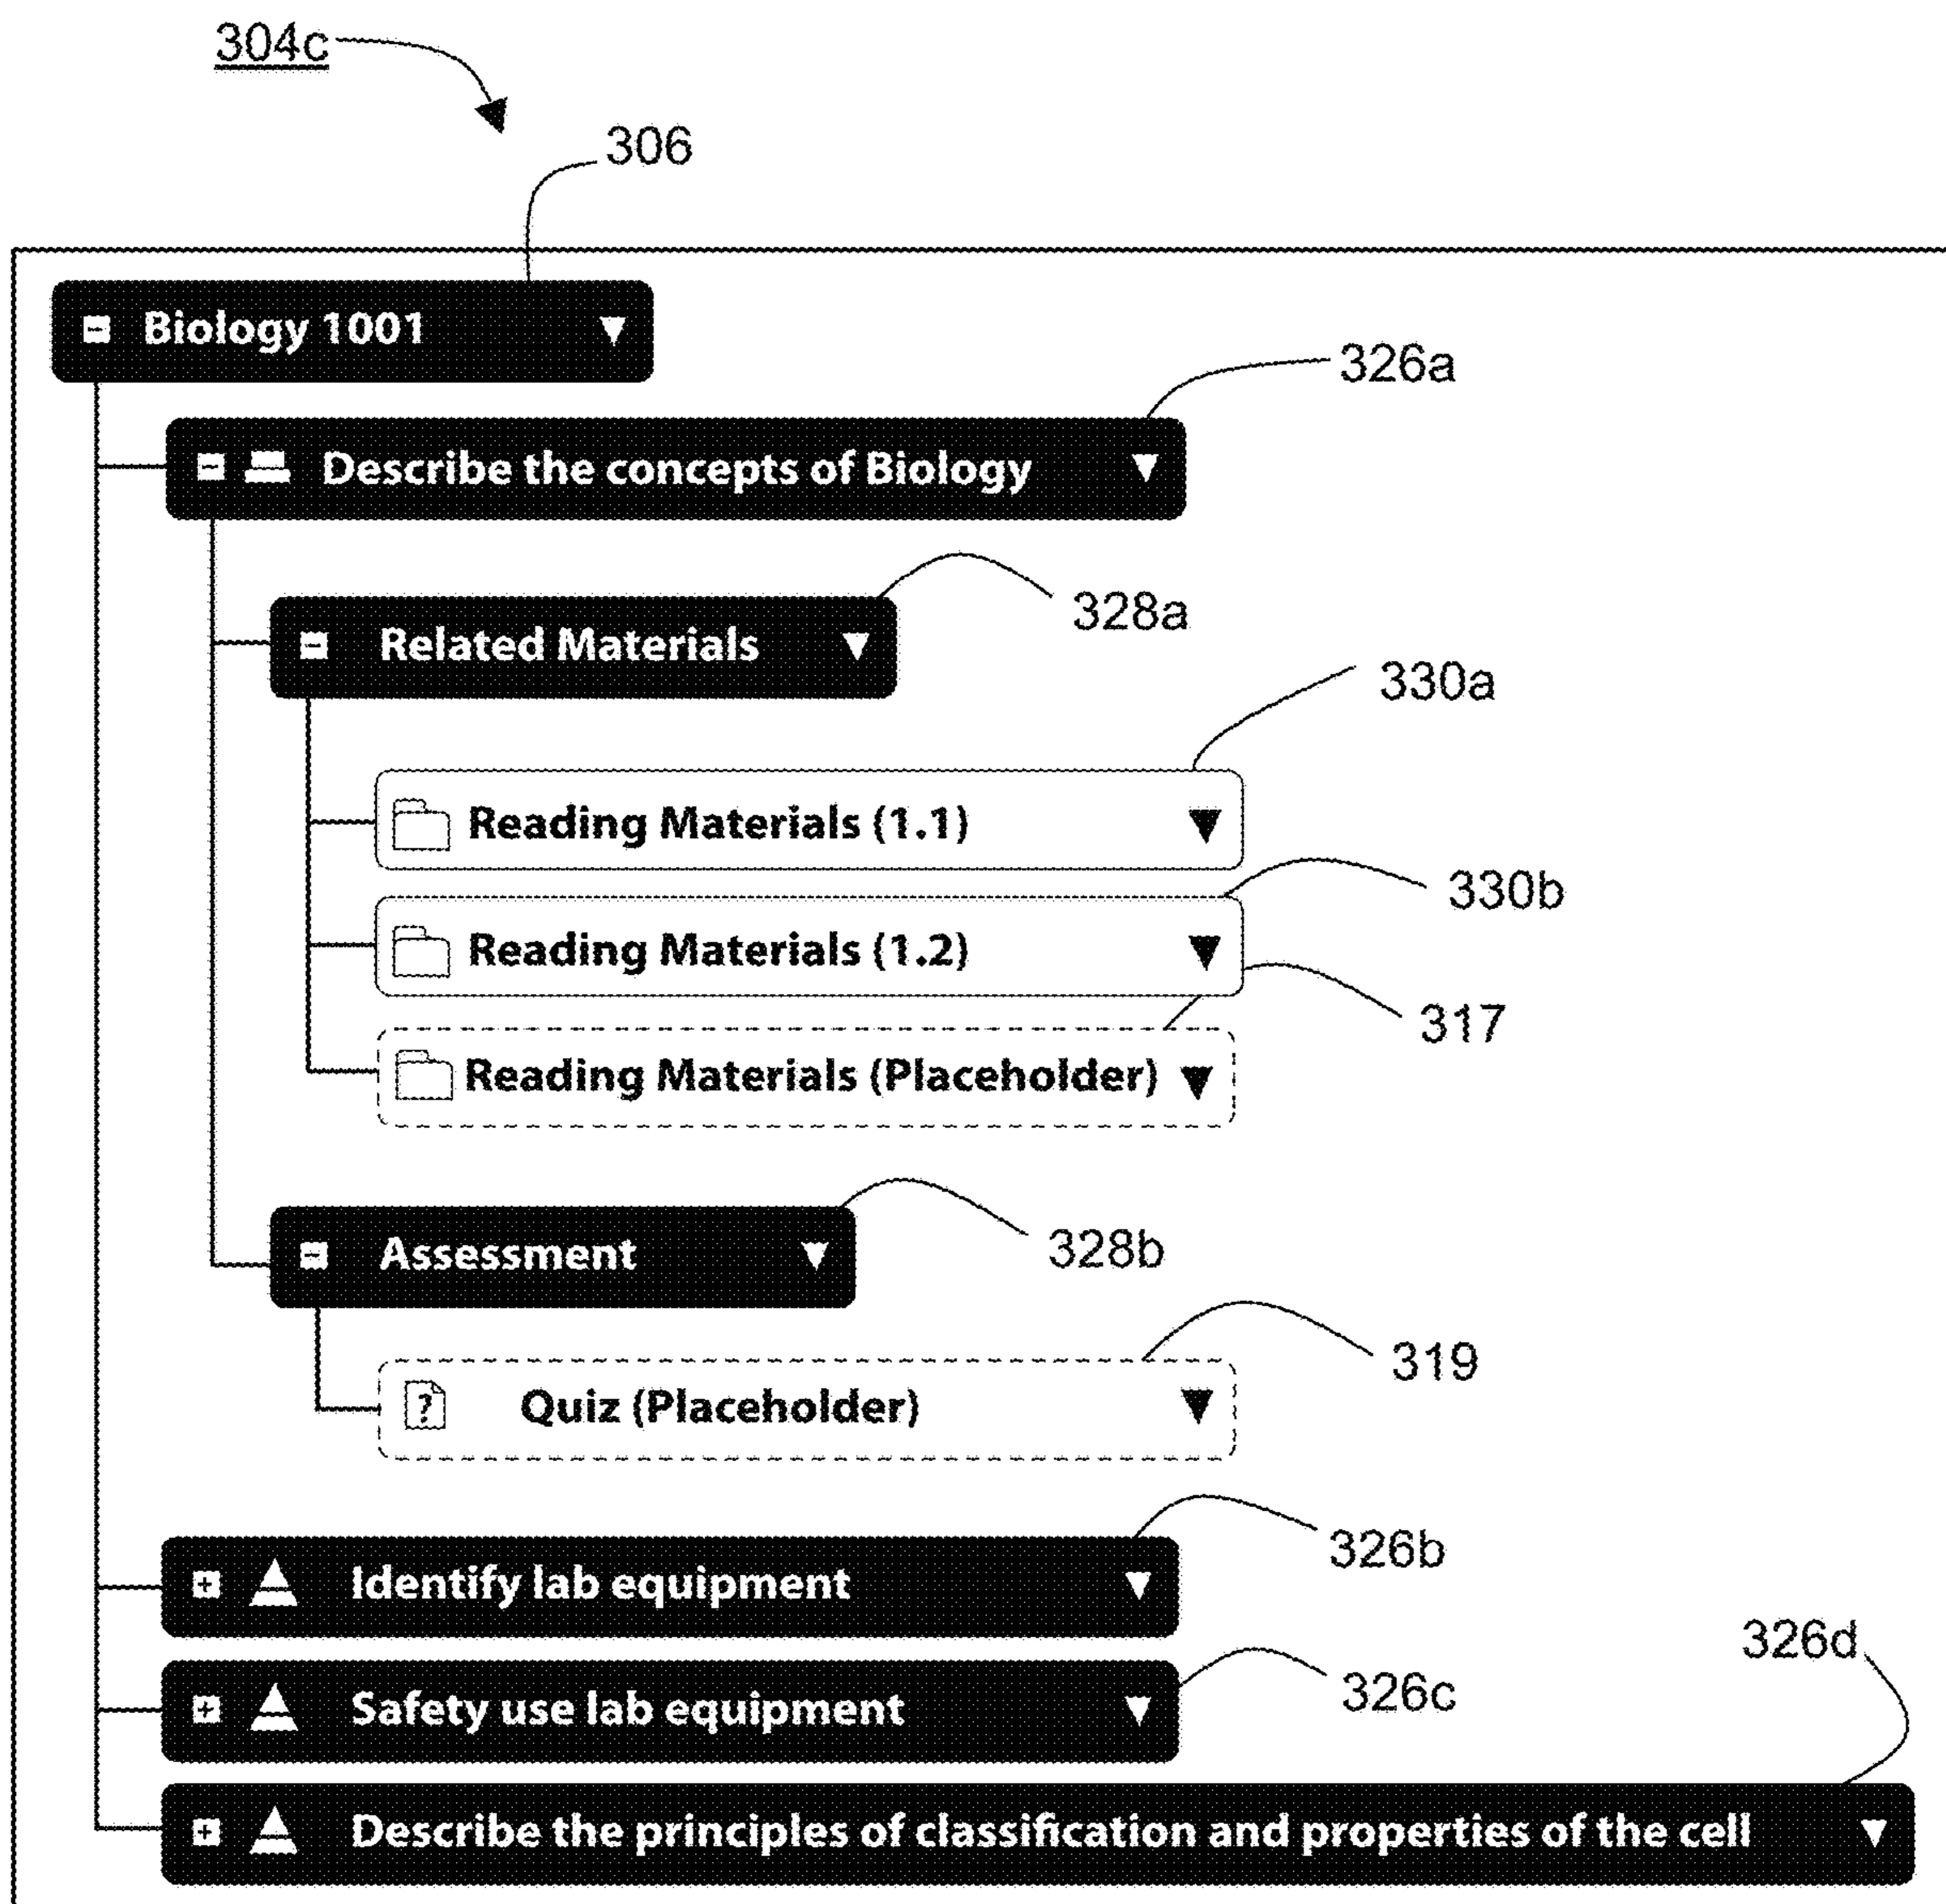 304c
306
Biology 1001
326a
Describe the concepts of Biology
328a
Related Materials
330a
Reading Materials (1.1)
330b
Reading Materials (1.2)
317
Reading Materials (Placeholder)
328b
Assessment
319
? Quiz (Placeholder)
326b
Identify lab equipment
326d
326c
Safety use lab equipment
Describe the principles of classification and properties of the cell